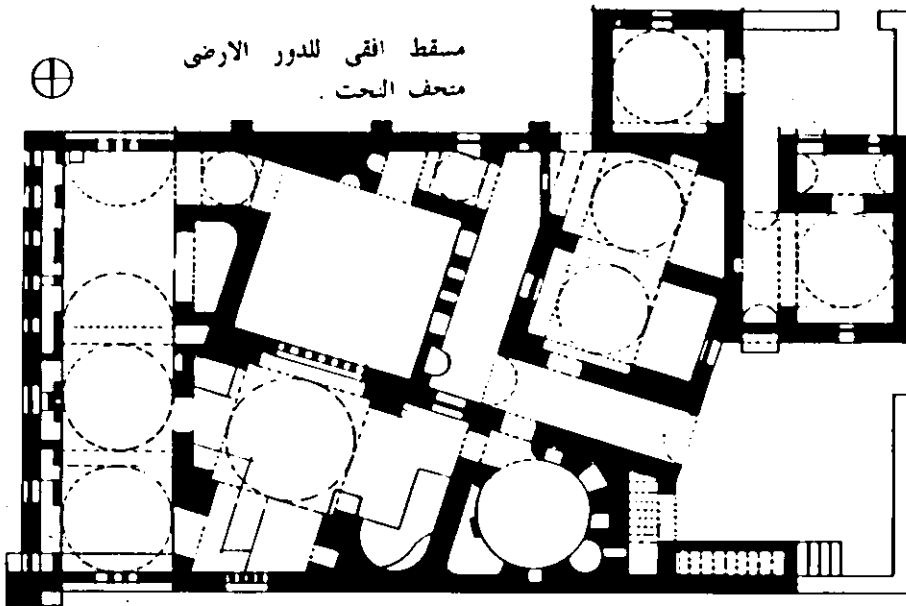 مسقط افقى للدور الارضى
متحف النحت .